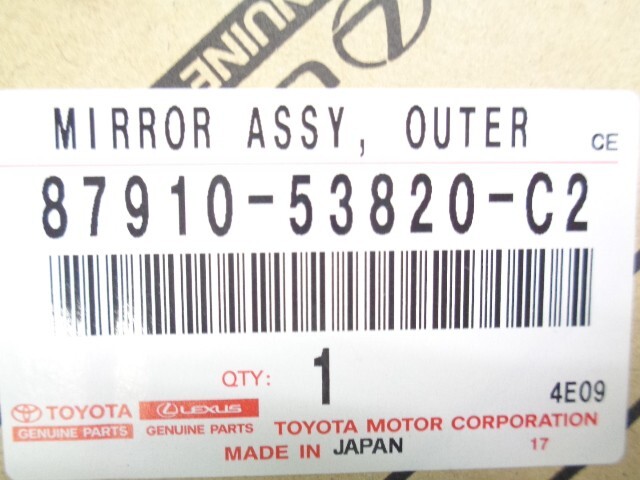 LEXUS
GENUINE
MIRROR ASSY, OUTER CE
87910-53820-C2
QTY: 1 4E09
TOYOTA LEXUS
GENUINE PARTS GENUINE PARTS TOYOTA MOTOR CORPORATION
MADE IN JAPAN 17